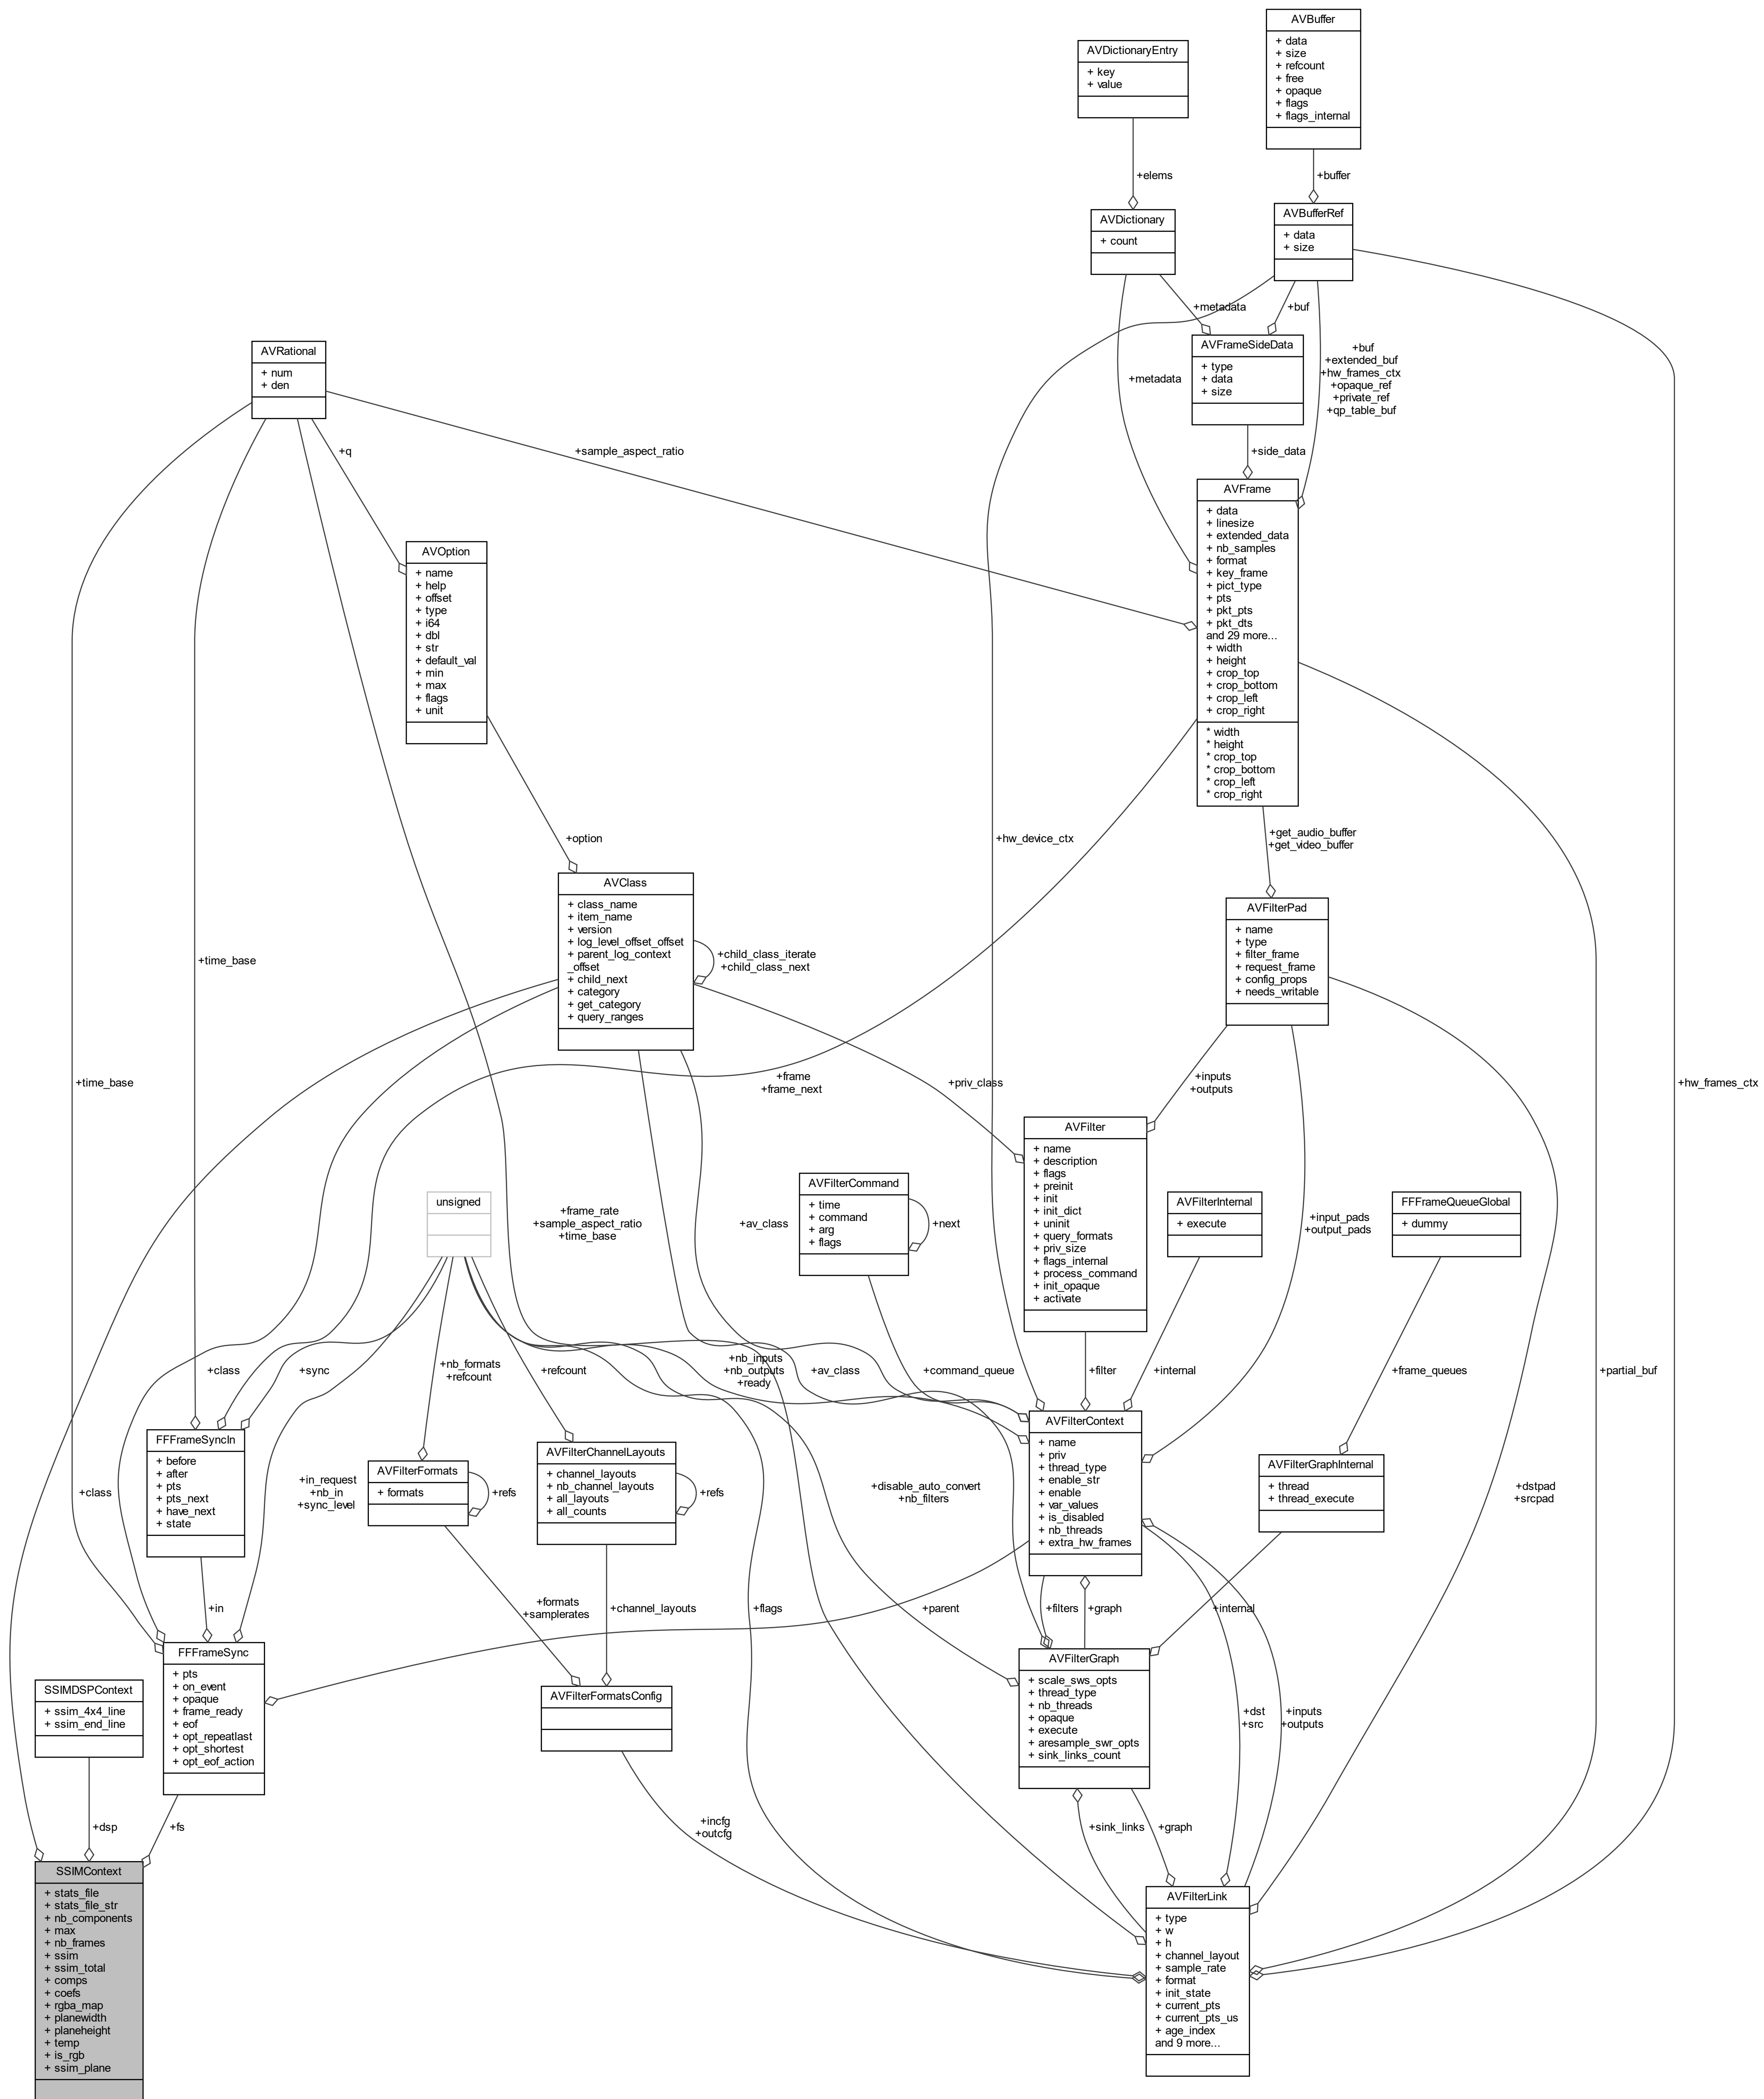 AVBuffer
+ data
+ size
+ refcount
+ free
+ opaque
+ flags
+ flags_internal
AVDictionaryEntry
+ key
+ value
+elems
+buffer
AVDictionary
+ count
AVBufferRef
+ data
+ size
+metadata
+buf
AVFrameSideData
+ type
+ data
+ size
+buf
+extended_buf
+hw_frames_ctx
+opaque_ref
+private_ref
+qp_table_buf
+metadata
AVRational
+ num
+ den
+q
+sample_aspect_ratio
+side_data
AVFrame
+ data
+ linesize
+ extended_data
+ nb_samples
+ format
+ key_frame
+ pict_type
+ pts
+ pkt_pts
+ pkt_dts
and 29 more...
+ width
+ height
+ crop_top
+ crop_bottom
+ crop_left
+ crop_right
* width
* height
* crop_top
* crop_bottom
* crop_left
* crop_right
AVOption
+ name
+ help
+ offset
+ type
+ i64
+ dbl
+ str
+ default_val
+ min
+ max
+ flags
+ unit
+option
+hw_device_ctx
+get_audio_buffer
+get_video_buffer
AVClass
+ class_name
+ item_name
+ version
+ log_level_offset_offset
+ parent_log_context
_offset
+ child_next
+ category
+ get_category
+ query_ranges
+child_class_iterate
+child_class_next
AVFilterPad
+ name
+ type
+ filter_frame
+ request_frame
+ config_props
+ needs_writable
+time_base
+time_base
+frame
+frame_next
+priv_class
+inputs
+outputs
+hw_frames_ctx
AVFilter
+ name
+ description
+ flags
+ preinit
+ init
+ init_dict
+ uninit
+ query_formats
+ priv_size
+ flags_internal
+ process_command
+ init_opaque
+ activate
unsigned
+frame_rate
+sample_aspect_ratio
+time_base
+av_class
AVFilterCommand
+ time
+ command
+ arg
+ flags
+next
AVFilterInternal
+ execute
+input_pads
+output_pads
FFFrameQueueGlobal
+ dummy
+class
+sync
+nb_formats
+refcount
+refcount
+nb_inputs
+nb_outputs
+ready
+av_class
+command_queue
+filter
+internal
+frame_queues
+partial_buf
FFFrameSyncIn
+ before
+ after
+ pts
+ pts_next
+ have_next
+ state
+class
+in_request
+nb_in
+sync_level
AVFilterFormats
+ formats
+refs
AVFilterChannelLayouts
+ channel_layouts
+ nb_channel_layouts
+ all_layouts
+ all_counts
+refs
+disable_auto_convert
+nb_filters
AVFilterContext
+ name
+ priv
+ thread_type
+ enable_str
+ enable
+ var_values
+ is_disabled
+ nb_threads
+ extra_hw_frames
AVFilterGraphInternal
+ thread
+ thread_execute
+dstpad
+srcpad
+in
+formats
+samplerates
+channel_layouts
+flags
+parent
+filters
+graph
+internal
FFFrameSync
+ pts
+ on_event
+ opaque
+ frame_ready
+ eof
+ opt_repeatlast
+ opt_shortest
+ opt_eof_action
SSIMDSPContext
+ ssim_4x4_line
+ ssim_end_line
AVFilterFormatsConfig
AVFilterGraph
+ scale_sws_opts
+ thread_type
+ nb_threads
+ opaque
+ execute
+ aresample_swr_opts
+ sink_links_count
+dst
+src
+inputs
+outputs
+dsp
+fs
+incfg
+outcfg
+sink_links
+graph
SSIMContext
+ stats_file
+ stats_file_str
+ nb_components
+ max
+ nb_frames
+ ssim
+ ssim_total
+ comps
+ coefs
+ rgba_map
+ planewidth
+ planeheight
+ temp
+ is_rgb
+ ssim_plane
AVFilterLink
+ type
+ w
+ h
+ channel_layout
+ sample_rate
+ format
+ init_state
+ current_pts
+ current_pts_us
+ age_index
and 9 more...